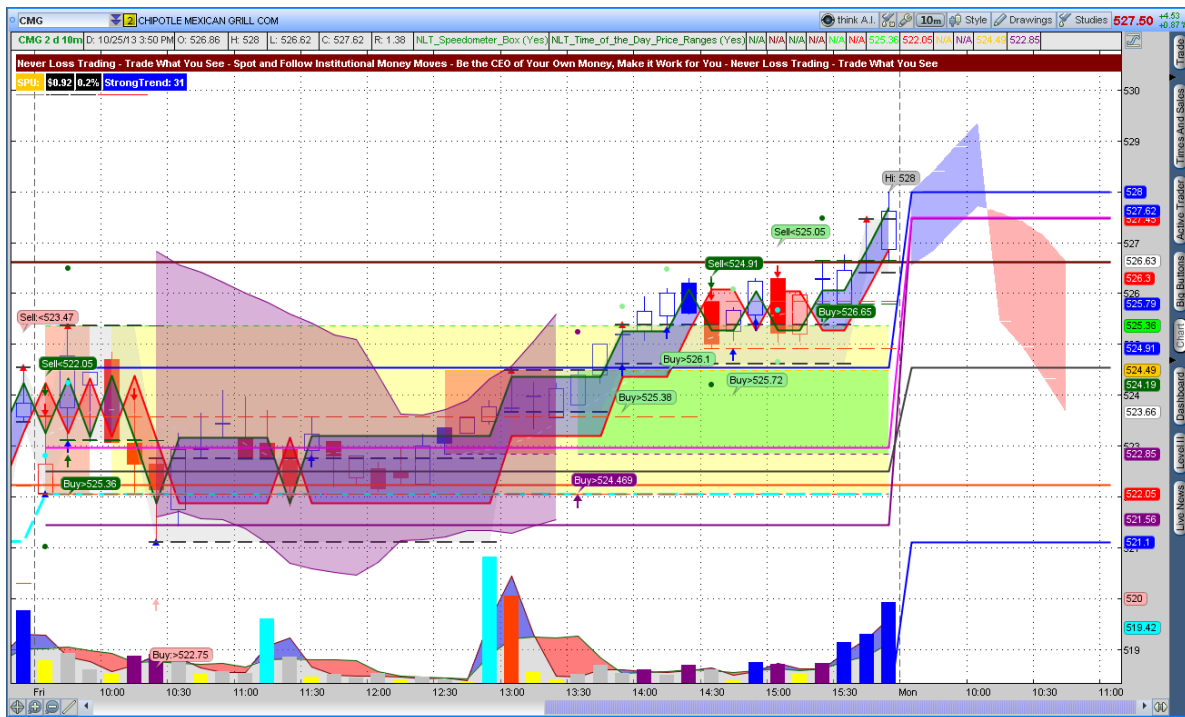 CMG 2 CHIPOTLE MEXICAN GRILL COM think A.I. 10m Style Drawings Studies 527.50 +4.53
+0.87%
CMG 2 d 10m D: 10/25/13 3:50 PM O: 526.86 H: 528 L: 526.62 C: 527.62 R: 1.38 NLT_Speedometer_Box (Yes) NLT_Time_of_the_Day_Price_Ranges (Yes) N/A N/A N/A N/A N/A 525.36 522.05 N/A N/A 524.49 522.85
Never Loss Trading - Trade What You See - Spot and Follow Institutional Money Moves - Be the CEO of Your Own Money, Make it Work for You - Never Loss Trading - Trade What You See
SPU: $0.92 0.2% StrongTrend: 31
530
529
Hi: 528
528
527.62
527.45
527
Sell<525.05
526.63
Sell<524.91
526.3
526
525.79
Buy>526.65
Sell:<523.47
525.36
524.91
Buy>526.1
Sell<522.05
524.49
Buy>525.72
524.19
524
Buy>525.38
523.66
523
522.85
Buy>525.36
Buy>524.469
522.05
521.56
521.1
520
519.42
519
Buy:>522.75
Fri 10:00 10:30 11:00 11:30 12:00 12:30 13:00 13:30 14:00 14:30 15:00 15:30 Mon 10:00 10:30 11:00
Trade
Times And Sales
Active Trader
Big Buttons
Chart
Dashboard
Level II
Live News